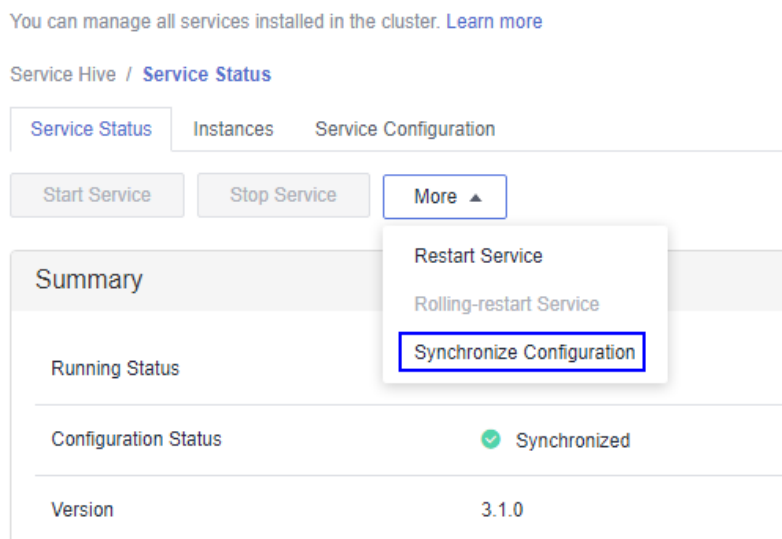 You can manage all services installed in the cluster. Learn more
Service Hive / Service Status
Service Status Instances Service Configuration
Start Service Stop Service More
Restart Service
Summary
Rolling-restart Service
Synchronize Configuration
Running Status
Configuration Status Synchronized
Version 3.1.0